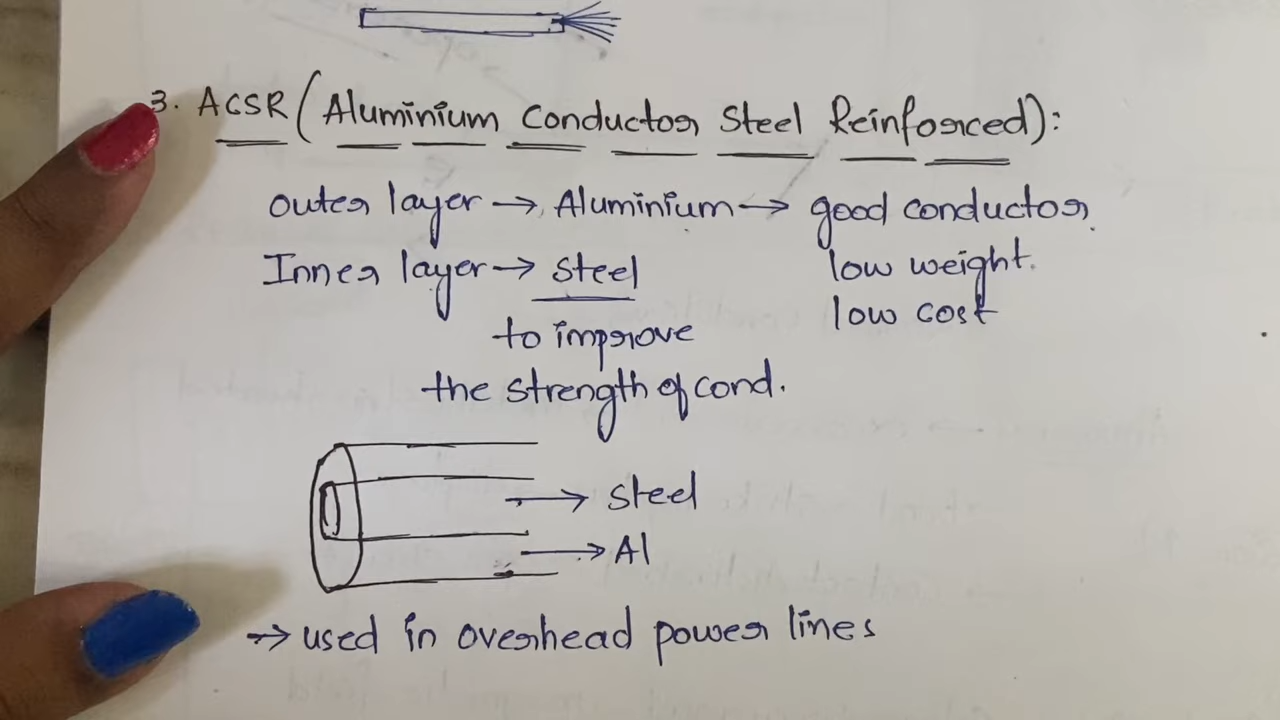 3. ACSR (Aluminium Conductor Steel Reinforced):
outer layer → Aluminium → good conductor
Inner layer → Steel
low weight.
low cost
to improve
the strength of cond.
→ Steel
→ Al
→ used in overhead power lines